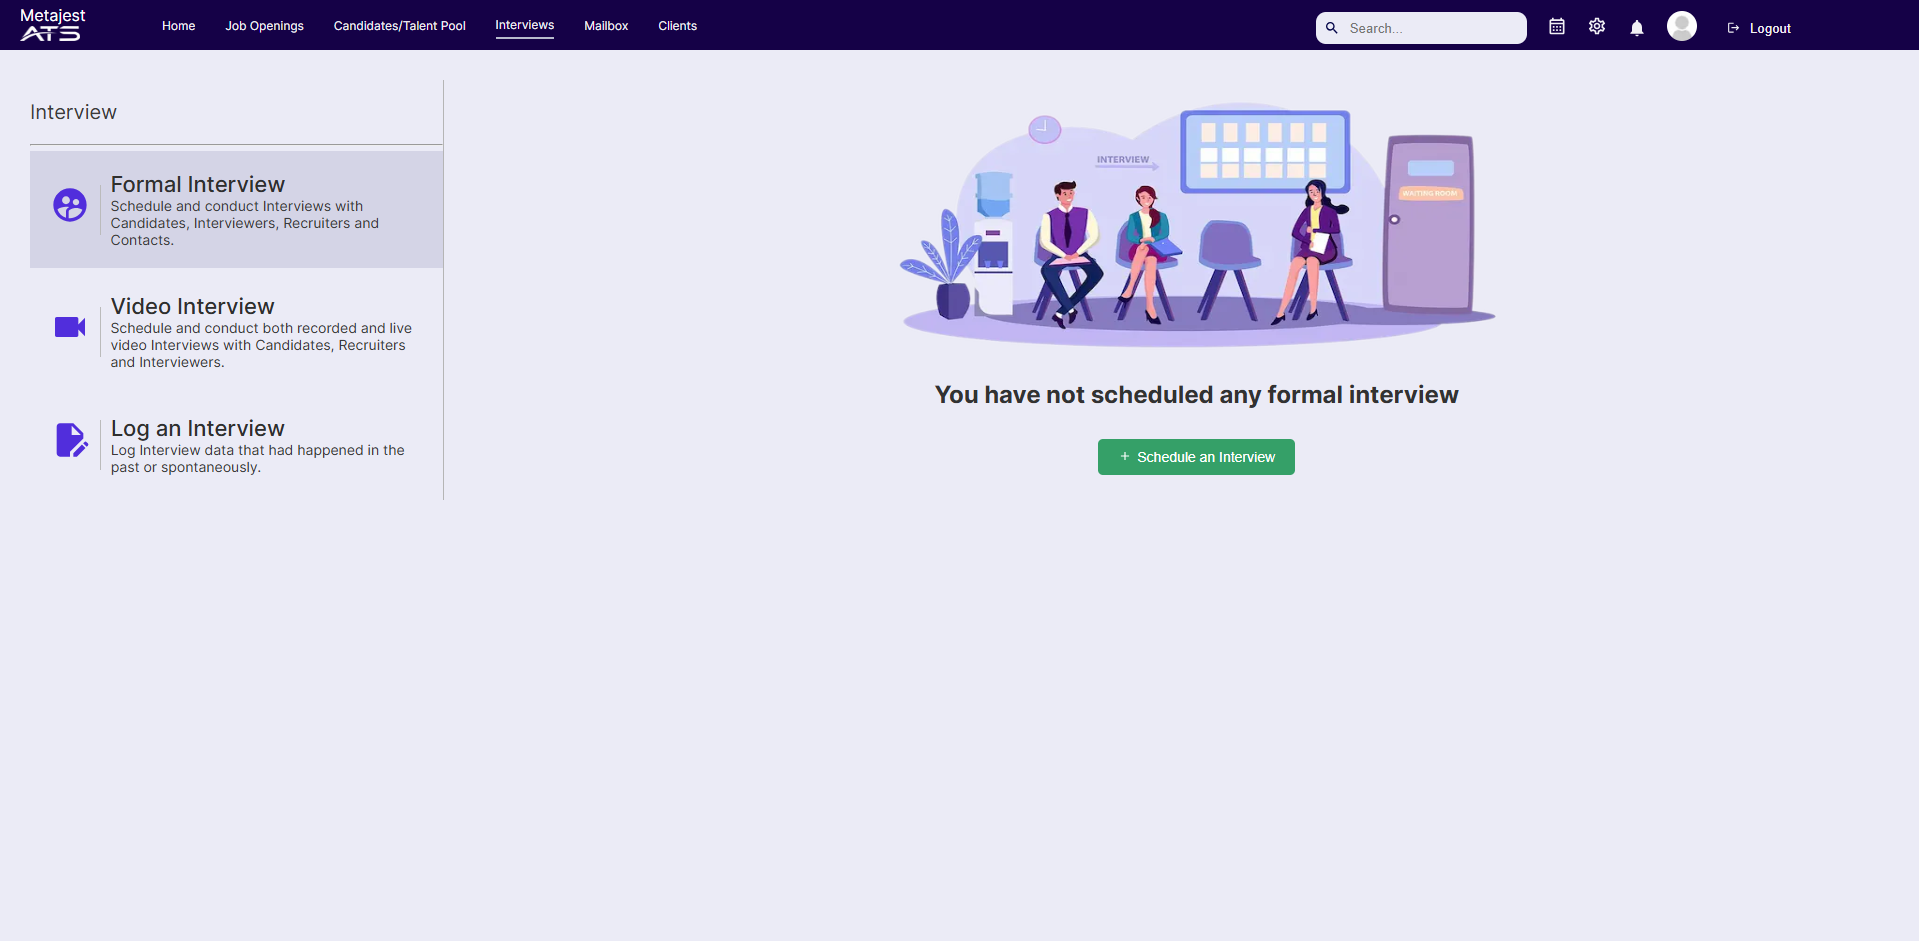 Metajest
ATS
Home
Job Openings
Candidates/Talent Pool
Interviews
Mailbox
Clients
Search...
Logout
Interview
Formal Interview
Schedule and conduct Interviews with
Candidates, Interviewers, Recruiters and
Contacts.
Video Interview
Schedule and conduct both recorded and live
video Interviews with Candidates, Recruiters
and Interviewers.
Log an Interview
Log Interview data that had happened in the
past or spontaneously.
INTERVIEW
WAITING ROOM
You have not scheduled any formal interview
+ Schedule an Interview